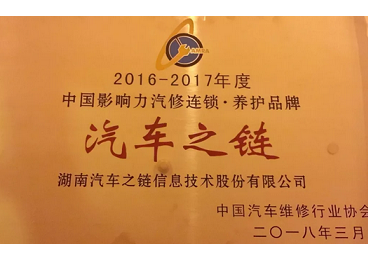 2016-2017年度
中国影响力汽修连锁·养护品牌
汽车之链
湖南汽车之链信息技术股份有限公司
中国汽车维修行业协会
二〇一八年三月